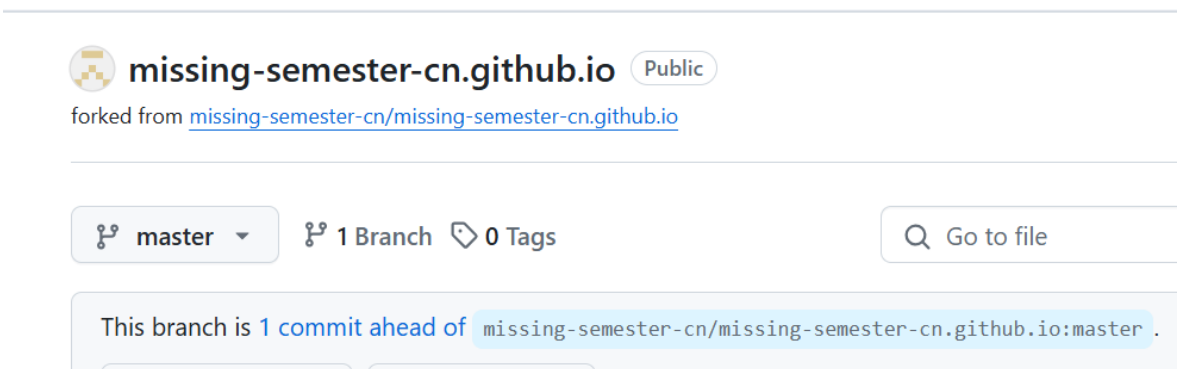 missing-semester-cn.github.io Public
forked from missing-semester-cn/missing-semester-cn.github.io
master 1 Branch 0 Tags Go to file
This branch is 1 commit ahead of missing-semester-cn/missing-semester-cn.github.io:master .